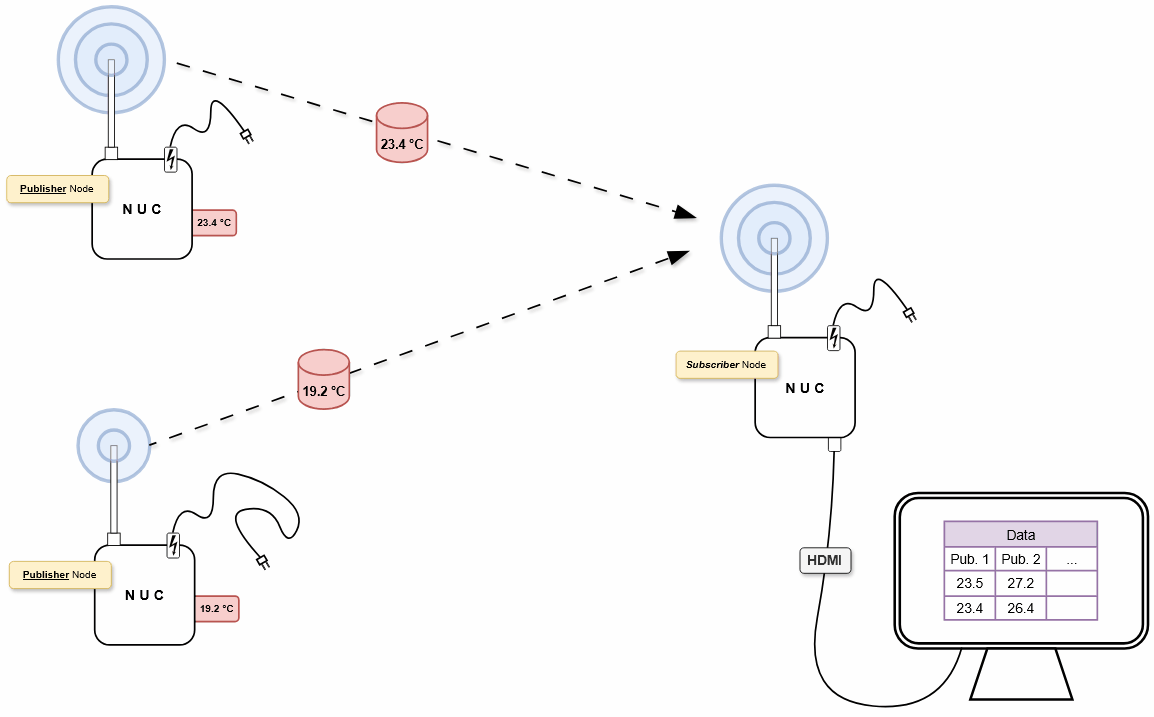 23.4 °C
Publisher Node
N U C
23.4 °C
19.2 °C
Subscriber Node
N U C
Publisher Node
N U C
19.2 °C
HDMI
Data
Pub. 1 Pub. 2 ...
23.5 27.2
23.4 26.4